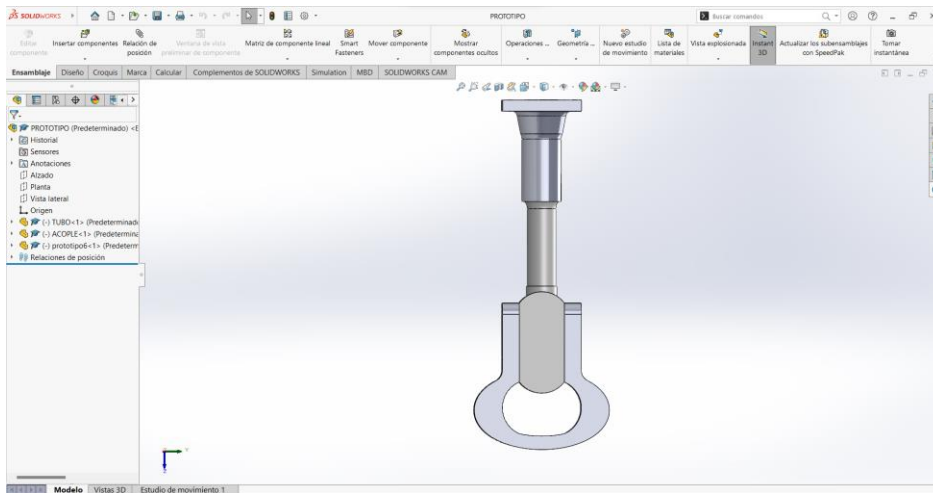 SOLIDWORKS
PROTOTIPO
Buscar comandos
Editar componente
Insertar componentes
Relación de posición
Ventana de vista preliminar de componente
Matriz de componente lineal
Smart Fasteners
Mover componente
Mostrar componentes ocultos
Operaciones ...
Geometría ...
Nuevo estudio de movimiento
Lista de materiales
Vista explosionada
Instant 3D
Actualizar los subensamblajes con SpeedPak
Tomar instantánea
Ensamblaje Diseño Croquis Marca Calcular Complementos de SOLIDWORKS Simulation MBD SOLIDWORKS CAM
PROTOTIPO (Predeterminado) <E
Historial
Sensores
Anotaciones
Alzado
Planta
Vista lateral
Origen
(-) TUBO<1> (Predeterminado
(-) ACOPLE<1> (Predetermina
(-) prototipo6<1> (Predeterm
Relaciones de posición
Modelo Vistas 3D Estudio de movimiento 1